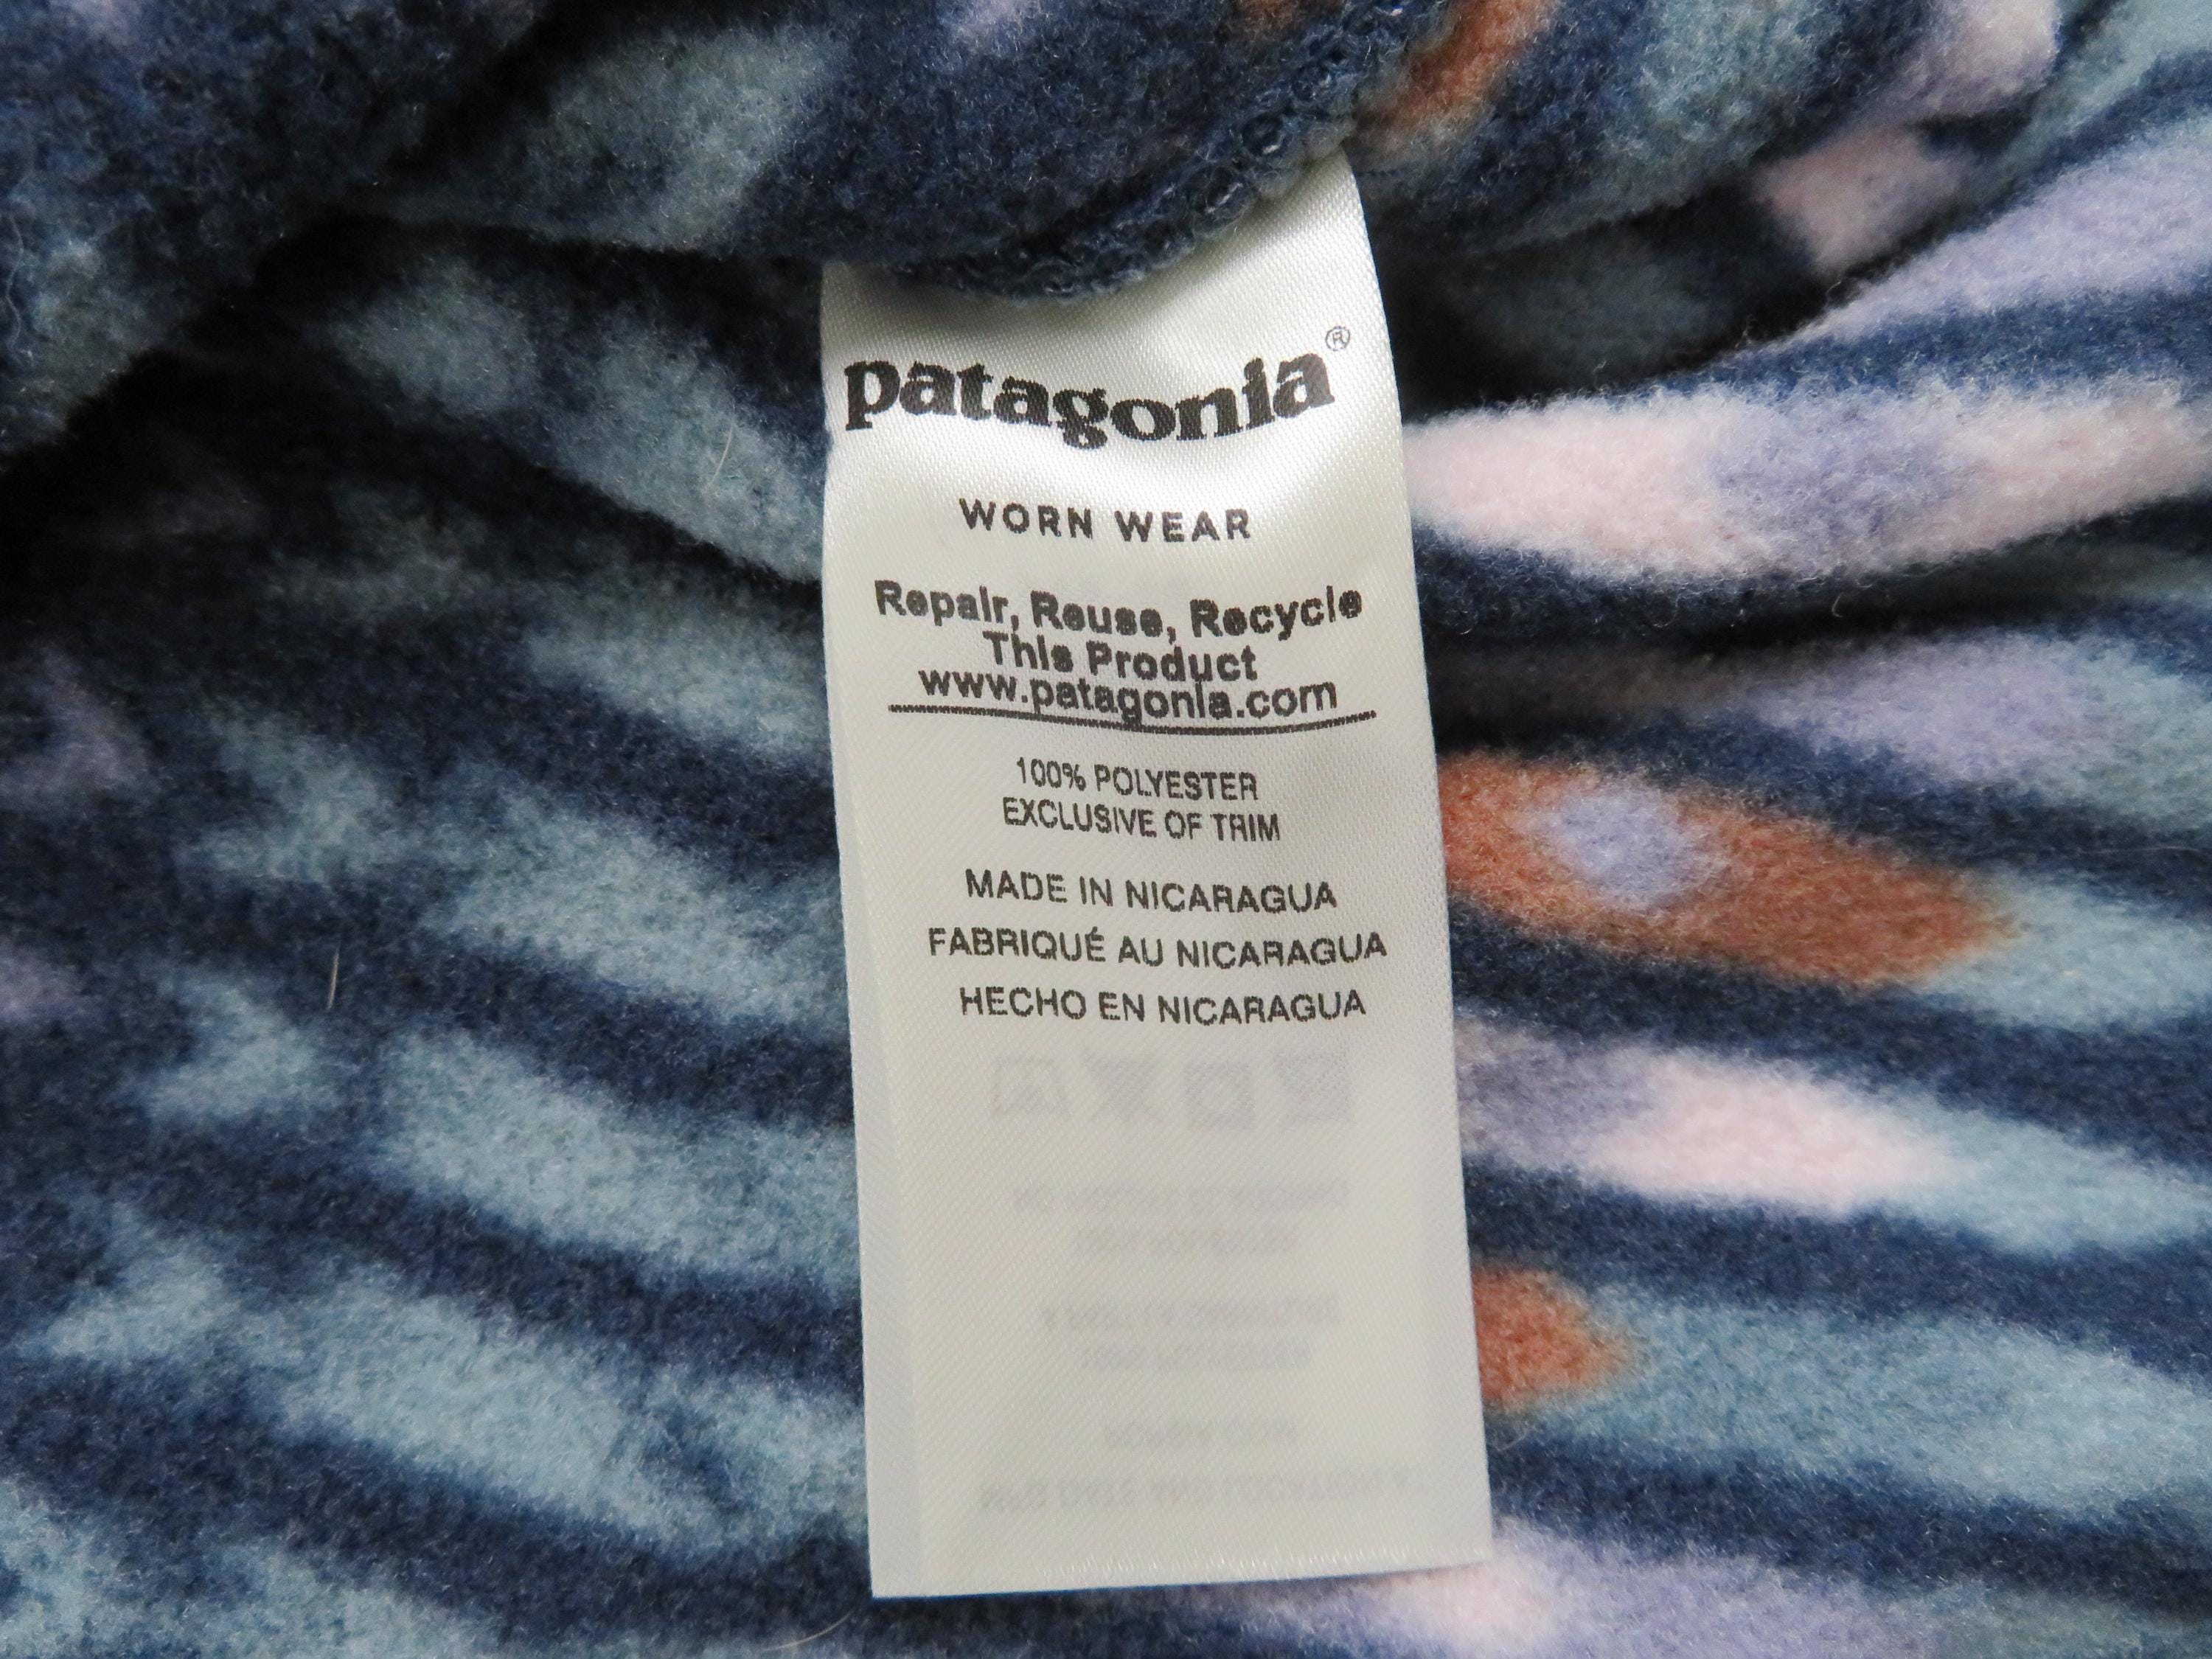 patagonia®
WORN WEAR
Repair, Reuse, Recycle
This Product
www.patagonia.com
100% POLYESTER
EXCLUSIVE OF TRIM
MADE IN NICARAGUA
FABRIQUÉ AU NICARAGUA
HECHO EN NICARAGUA